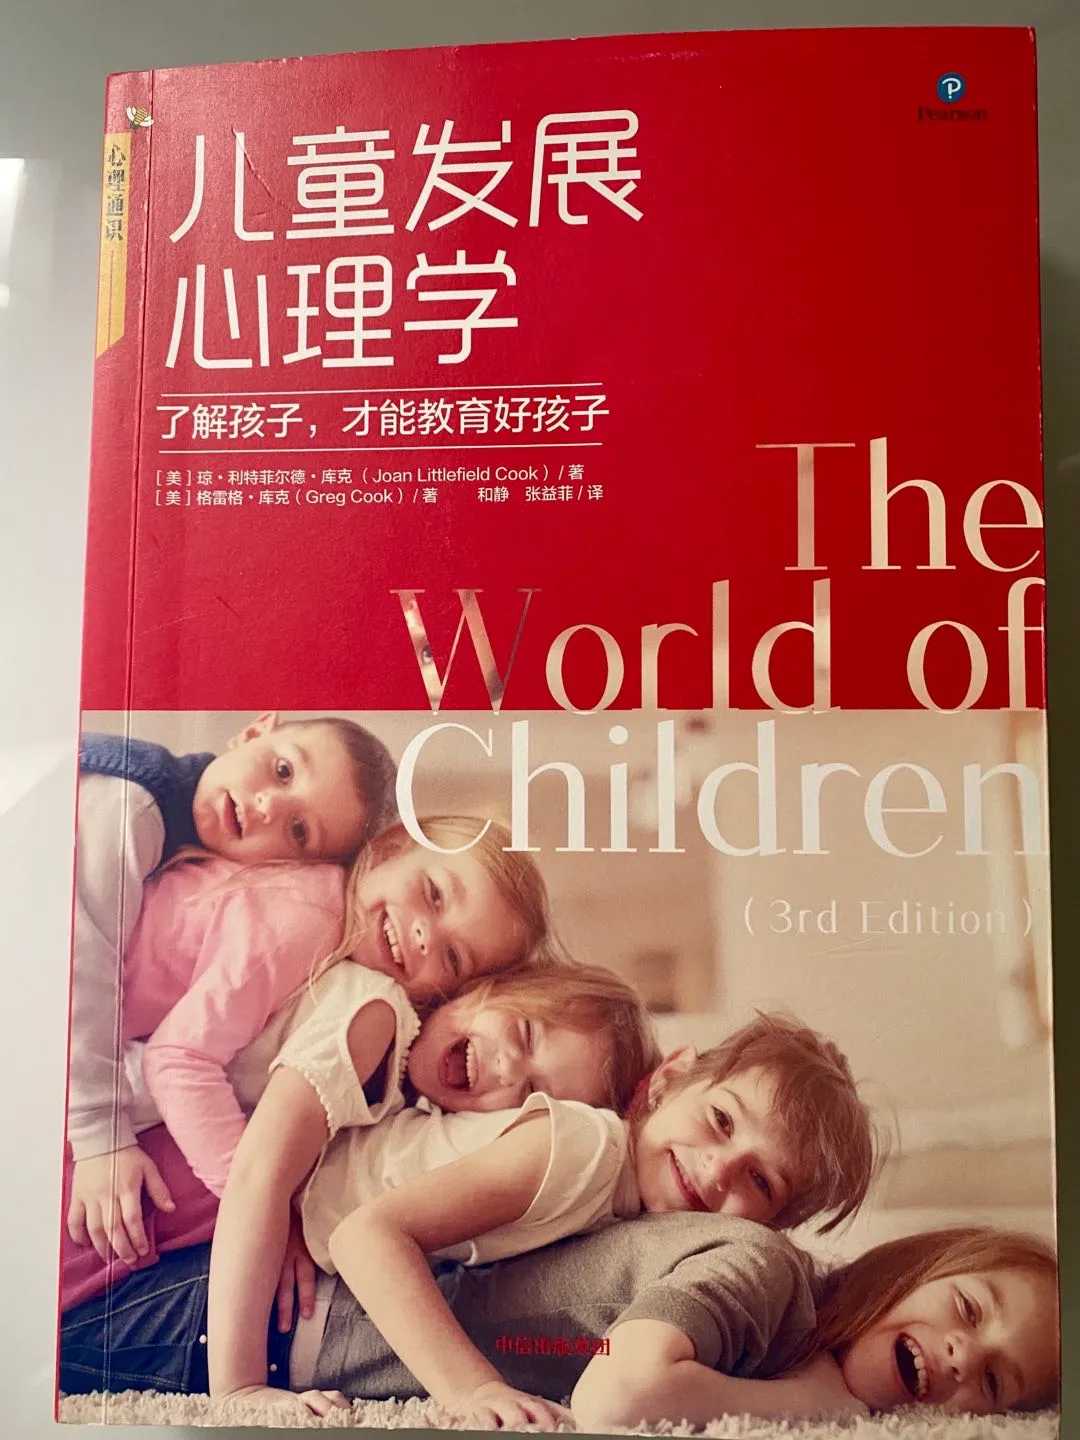 Pearson
心理通识
儿童发展
心理学
了解孩子，才能教育好孩子
［美］琼·利特菲尔德·库克（Joan Littlefield Cook）/著
［美］格雷格·库克（Greg Cook）/著 和静 张益菲/译
The
World of
Children
(3rd Edition)
中信出版集团